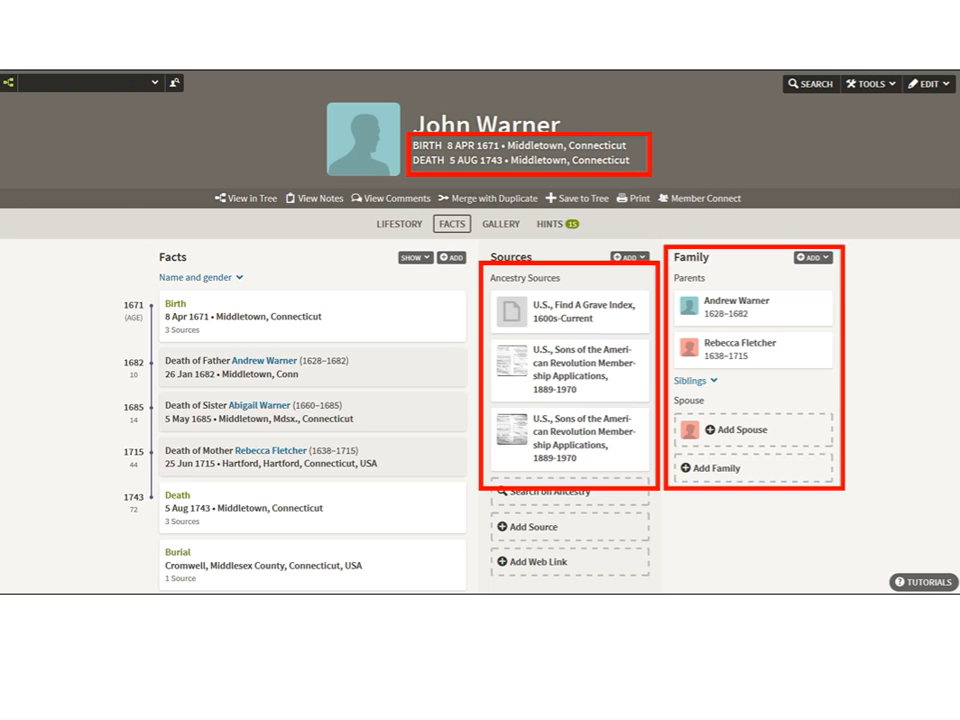 SEARCH TOOLS EDIT
John Warner
BIRTH 8 APR 1671 • Middletown, Connecticut
DEATH 5 AUG 1743 • Middletown, Connecticut
View in Tree View Notes View Comments Merge with Duplicate Save to Tree Print Member Connect
LIFESTORY FACTS GALLERY HINTS 15
Facts SHOW ADD
Name and gender
1671
(AGE)
Birth
8 Apr 1671 • Middletown, Connecticut
3 Sources
1682
10
Death of Father Andrew Warner (1628–1682)
26 Jan 1682 • Middletown, Conn
1685
14
Death of Sister Abigail Warner (1660–1685)
5 May 1685 • Middletown, Mdsx., Connecticut
1715
44
Death of Mother Rebecca Fletcher (1638–1715)
25 Jun 1715 • Hartford, Hartford, Connecticut, USA
1743
72
Death
5 Aug 1743 • Middletown, Connecticut
3 Sources
Burial
Cromwell, Middlesex County, Connecticut, USA
1 Source
Sources ADD
Ancestry Sources
U.S., Find A Grave Index,
1600s-Current
U.S., Sons of the Ameri-
can Revolution Member-
ship Applications,
1889-1970
U.S., Sons of the Ameri-
can Revolution Member-
ship Applications,
1889-1970
Search on Ancestry
Add Source
Add Web Link
Family ADD
Parents
Andrew Warner
1628–1682
Rebecca Fletcher
1638–1715
Siblings
Spouse
Add Spouse
Add Family
TUTORIALS